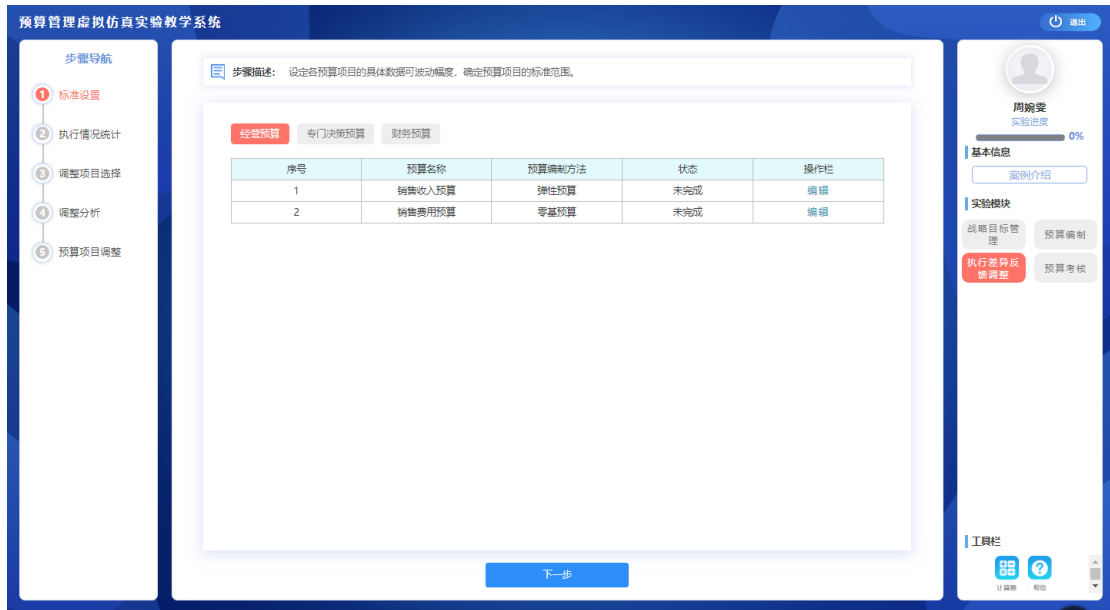 预算管理虚拟仿真实验教学系统
退出
步骤导航
1 标准设置
2 执行情况统计
3 调整项目选择
4 调整分析
5 预算项目调整
步骤描述： 设定各预算项目的具体数据可波动幅度，确定预算项目的标准范围。
经营预算 专门决策预算 财务预算
序号 预算名称 预算编制方法 状态 操作栏
1 销售收入预算 弹性预算 未完成 编辑
2 销售费用预算 零基预算 未完成 编辑
下一步
周婉雯
实验进度
0%
基本信息
案例介绍
实验模块
战略目标管
理
预算编制
执行差异反
馈调整
预算考核
工具栏
计算器 帮助